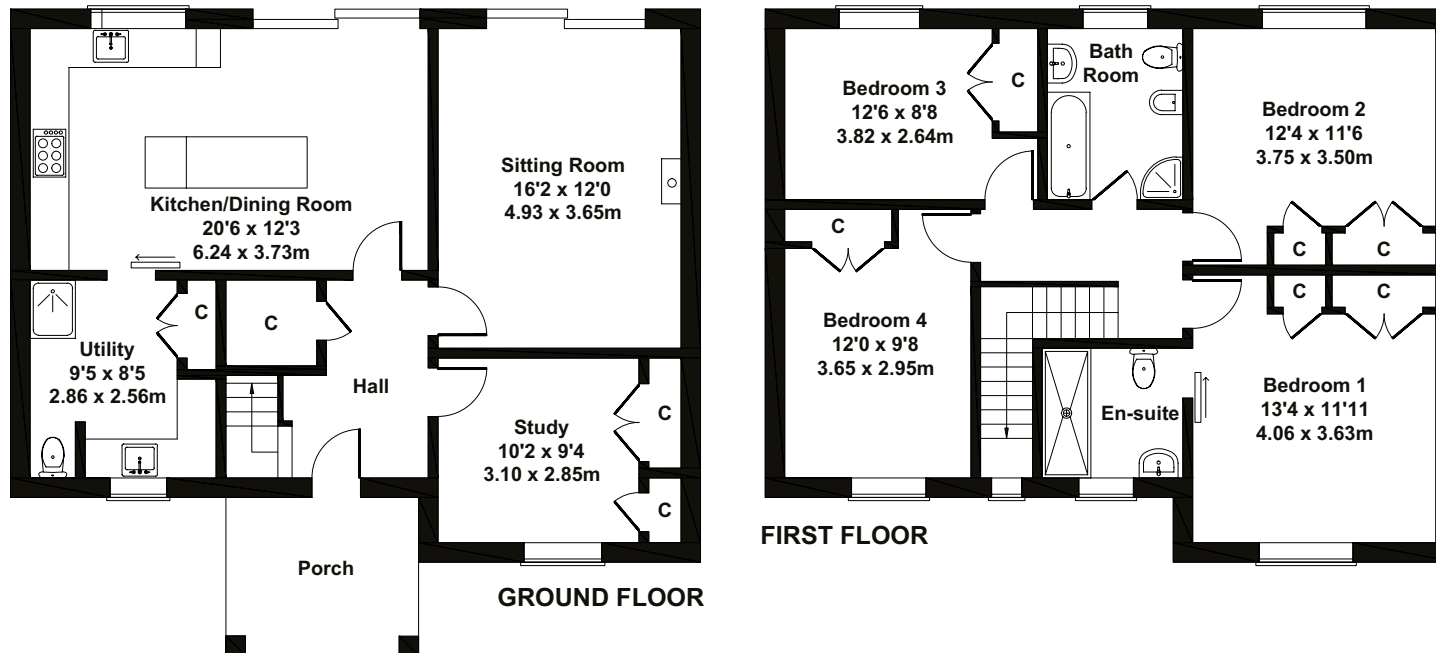 Kitchen/Dining Room
20'6 x 12'3
6.24 x 3.73m
Sitting Room
16'2 x 12'0
4.93 x 3.65m
Utility
9'5 x 8'5
2.86 x 2.56m
C
C
Hall
Study
10'2 x 9'4
3.10 x 2.85m
C
C
Porch
GROUND FLOOR
Bedroom 3
12'6 x 8'8
3.82 x 2.64m
C
Bath
Room
Bedroom 2
12'4 x 11'6
3.75 x 3.50m
C
C
C
C
C
Bedroom 4
12'0 x 9'8
3.65 x 2.95m
En-suite
Bedroom 1
13'4 x 11'11
4.06 x 3.63m
FIRST FLOOR